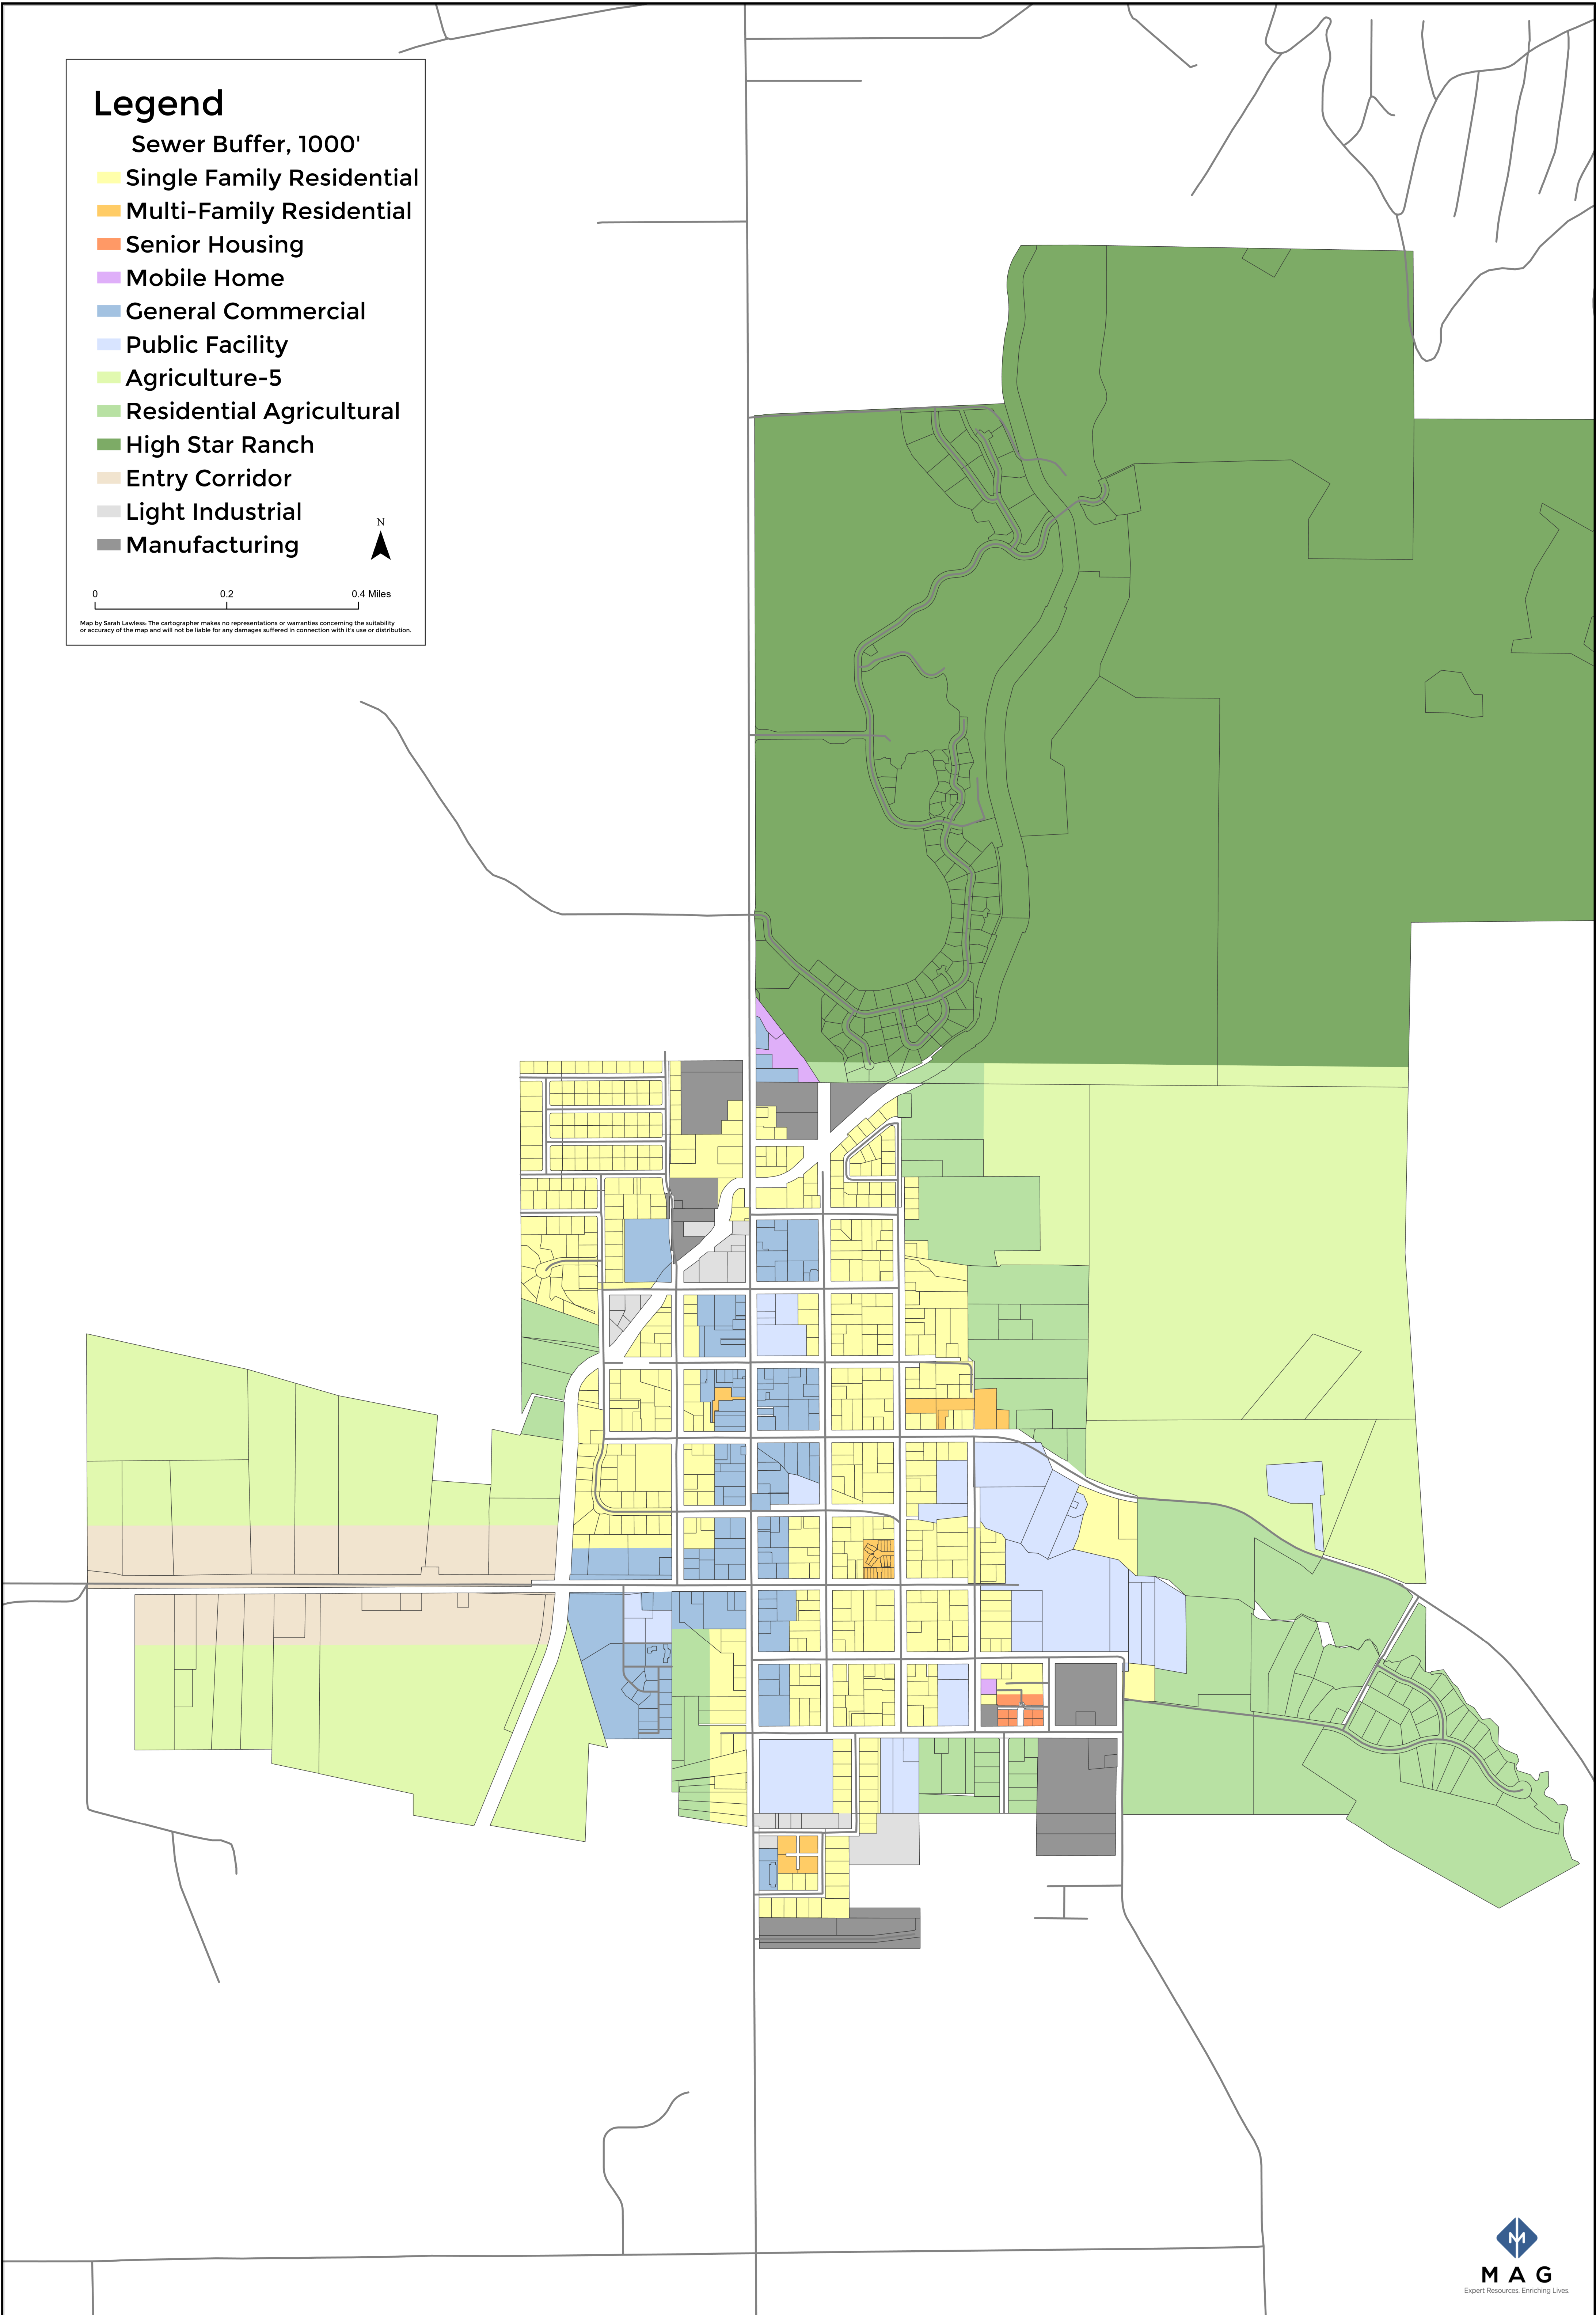 Legend
Sewer Buffer, 1000'
Single Family Residential
Multi-Family Residential
Senior Housing
Mobile Home
General Commercial
Public Facility
Agriculture-5
Residential Agricultural
High Star Ranch
Entry Corridor
Light Industrial
Manufacturing
N
0 0.2 0.4 Miles
Map by Sarah Lawless: The cartographer makes no representations or warranties concerning the suitability
or accuracy of the map and will not be liable for any damages suffered in connection with it's use or distribution.
M A G
Expert Resources. Enriching Lives.